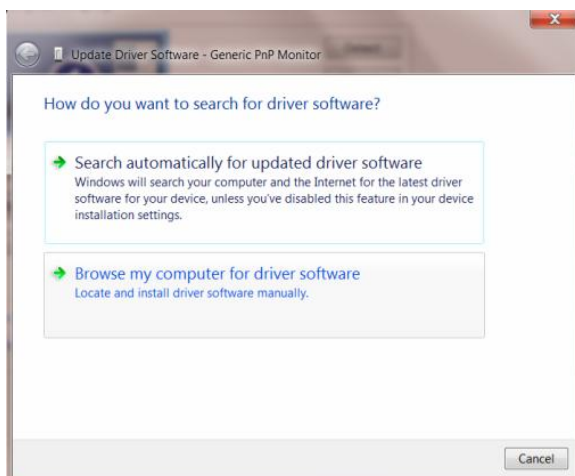 Update Driver Software - Generic PnP Monitor
How do you want to search for driver software?
Search automatically for updated driver software
Windows will search your computer and the Internet for the latest driver
software for your device, unless you've disabled this feature in your device
installation settings.
Browse my computer for driver software
Locate and install driver software manually.
Cancel